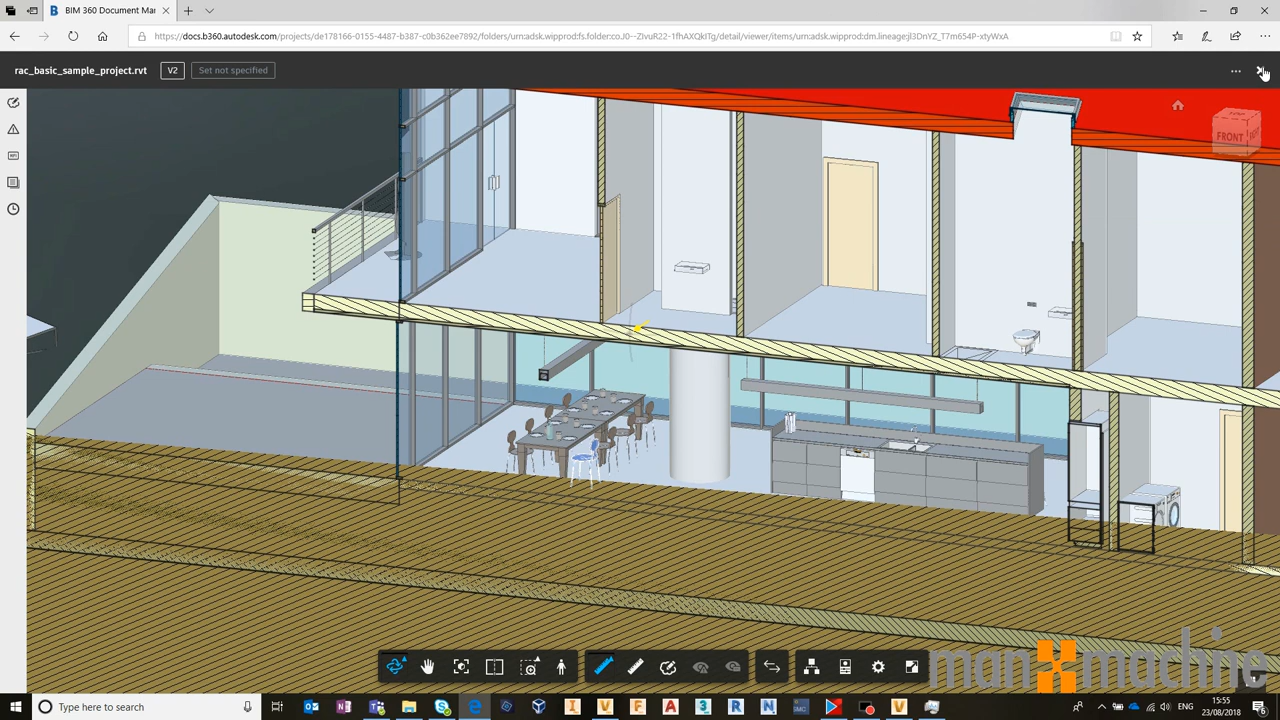 BIM 360 Document Mar
https://docs.b360.autodesk.com/projects/de178166-0155-4487-b387-c0b362ee7892/folders/urn:adsk.wipprod:fs.folder:co.J0--ZIvuR22-1fhAXQkITg/detail/viewer/items/urn:adsk.wipprod:dm.lineage:jl3DnYZ_T7m654P-xtyWxA
rac_basic_sample_project.rvt V2 Set not specified
FRONT
man machine
Type here to search
ENG
15:55
23/08/2018